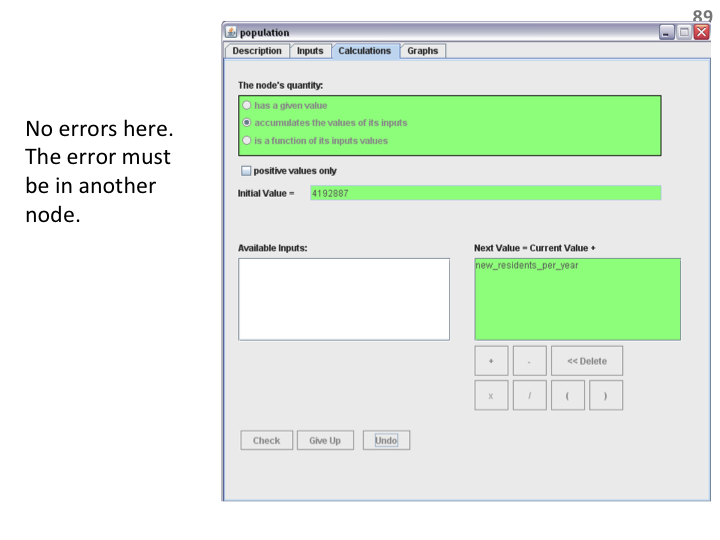 89
No errors here.
The error must
be in another
node.
population
Description Inputs Calculations Graphs
The node's quantity:
has a given value
accumulates the values of its inputs
is a function of its inputs values
positive values only
Initial Value = 4192887
Available Inputs: Next Value = Current Value +
new_residents_per_year
+ - << Delete
x / ( )
Check Give Up Undo